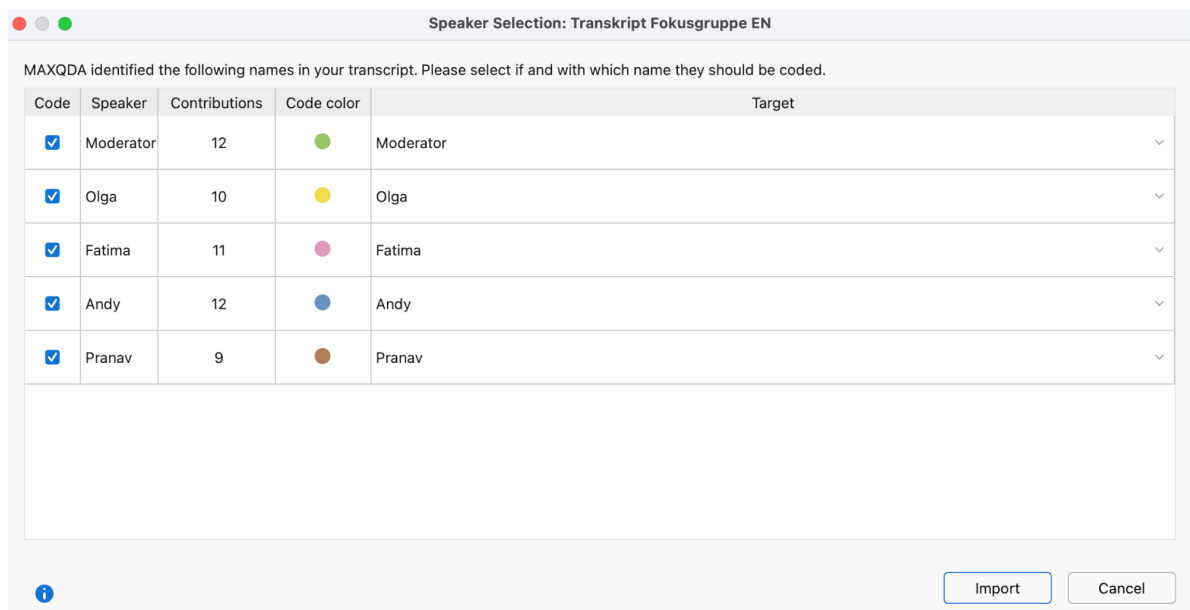 Speaker Selection: Transkript Fokusgruppe EN
MAXQDA identified the following names in your transcript. Please select if and with which name they should be coded.
Code Speaker Contributions Code color Target
Moderator 12 Moderator
Olga 10 Olga
Fatima 11 Fatima
Andy 12 Andy
Pranav 9 Pranav
Import Cancel